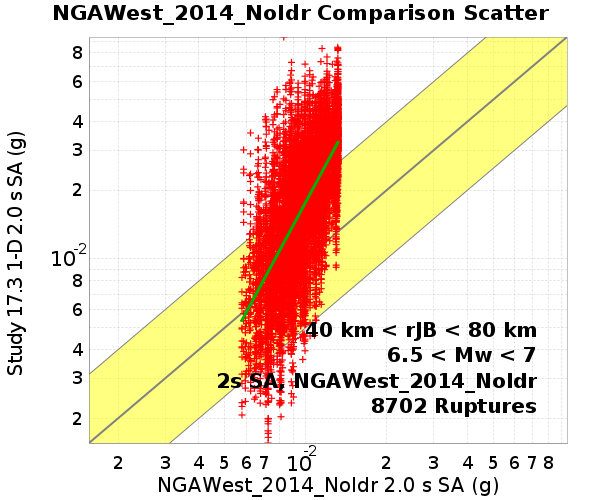 NGAWest_2014_NoIdr Comparison Scatter
8
6
4
3
2
10-2
8
6
4
3
2
Study 17.3 1-D 2.0 s SA (g)
40 km < rJB < 80 km
6.5 < Mw < 7
2s SA, NGAWest_2014_NoIdr
8702 Ruptures
2 3 4 5 6 7 10-2 2 3 4 5 6 7 8
NGAWest_2014_NoIdr 2.0 s SA (g)